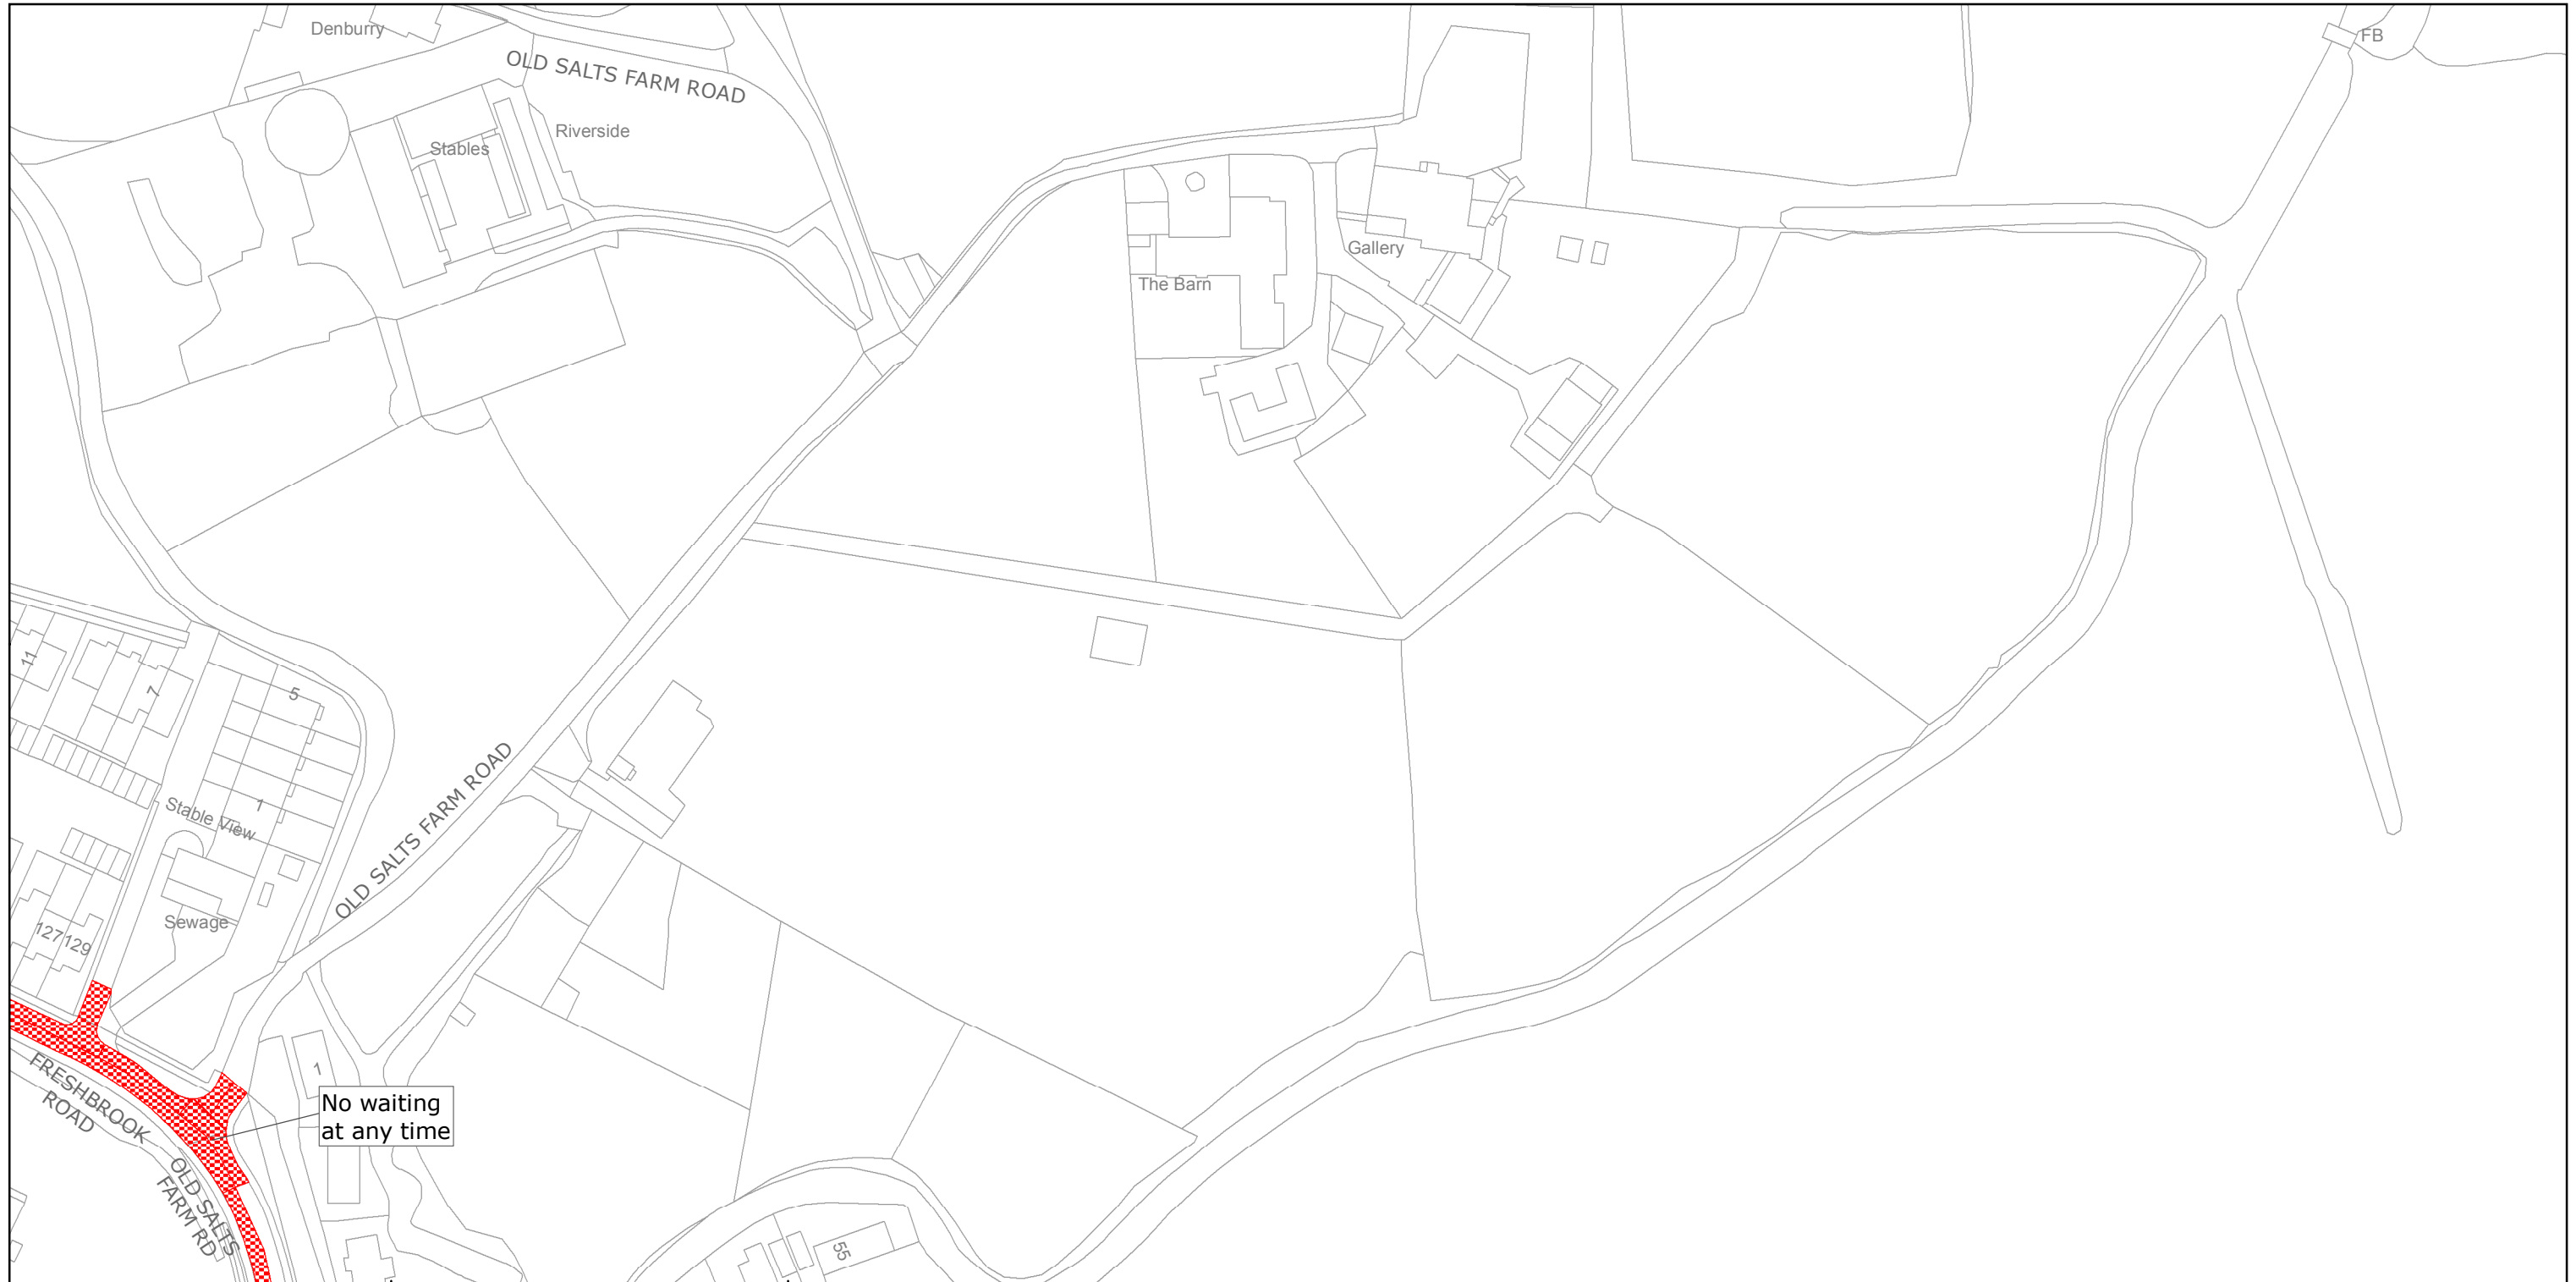 Denburry
FB
OLD SALTS FARM ROAD
Riverside
Stables
Gallery
The Barn
11
7
5
1
Stable View
OLD SALTS FARM ROAD
Sewage
127
129
FRESHBROOK
ROAD
1
No waiting
at any time
OLD SALTS
FARM RD
55